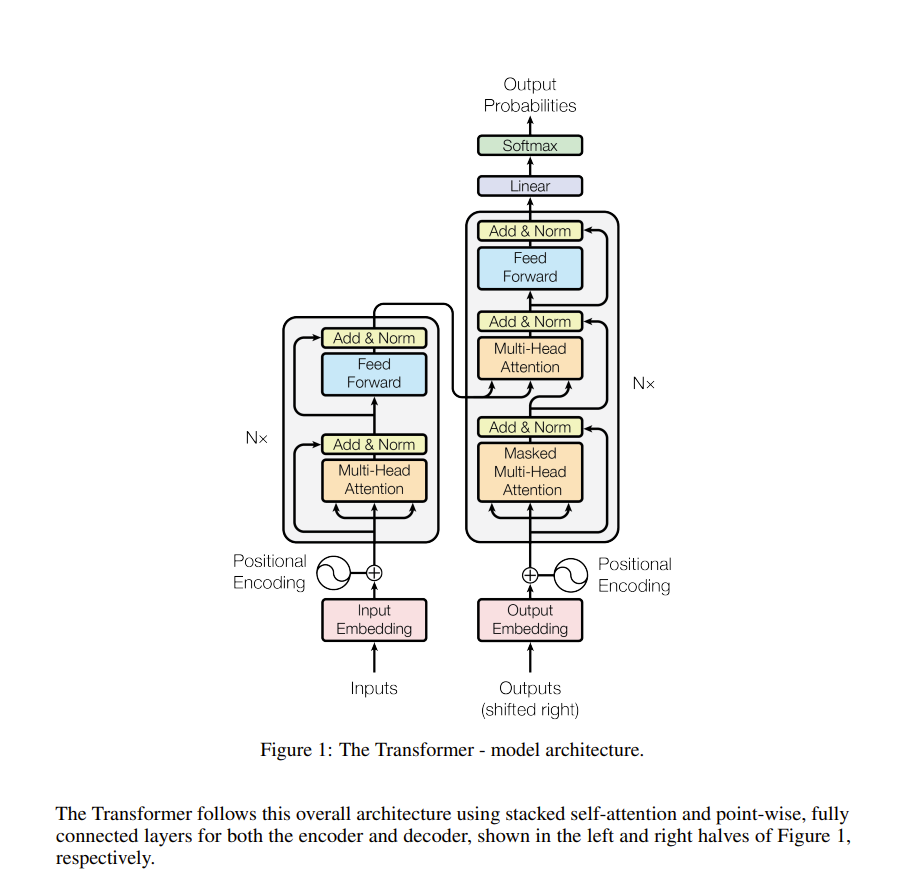 Output
Probabilities
Softmax
Linear
Add & Norm
Feed
Forward
Add & Norm
Multi-Head
Attention
Nx
Add & Norm
Masked
Multi-Head
Attention
Add & Norm
Feed
Forward
Nx
Add & Norm
Multi-Head
Attention
Positional
Encoding
Positional
Encoding
Input
Embedding
Output
Embedding
Inputs
Outputs
(shifted right)
Figure 1: The Transformer - model architecture.
The Transformer follows this overall architecture using stacked self-attention and point-wise, fully
connected layers for both the encoder and decoder, shown in the left and right halves of Figure 1,
respectively.